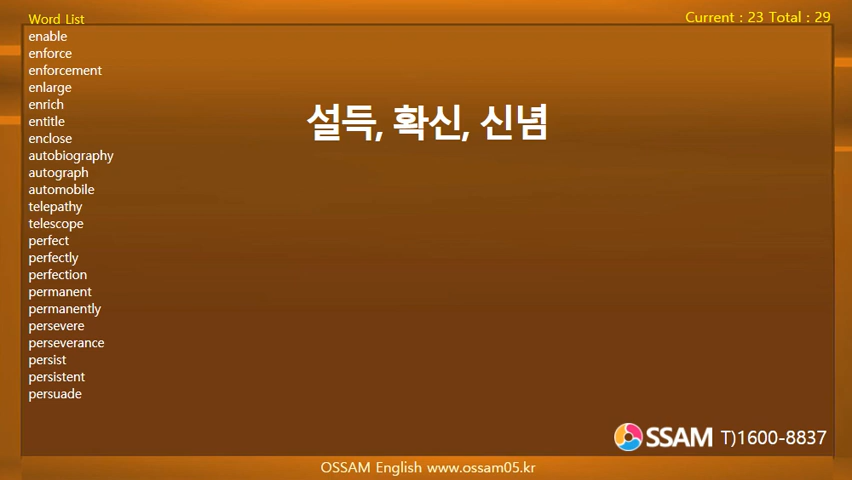 Word List
Current : 23 Total : 29
enable
enforce
enforcement
enlarge
enrich
entitle
enclose
autobiography
autograph
automobile
telepathy
telescope
perfect
perfectly
perfection
permanent
permanently
persevere
perseverance
persist
persistent
persuade
설득, 확신, 신념
SSAM T)1600-8837
OSSAM English www.ossam05.kr